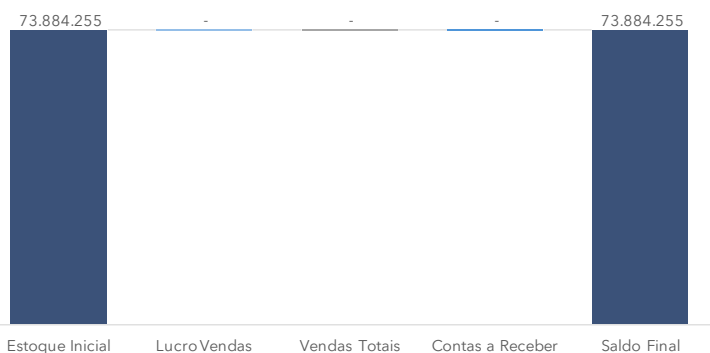 73.884.255 - - - 73.884.255
Estoque Inicial Lucro Vendas Vendas Totais Contas a Receber Saldo Final